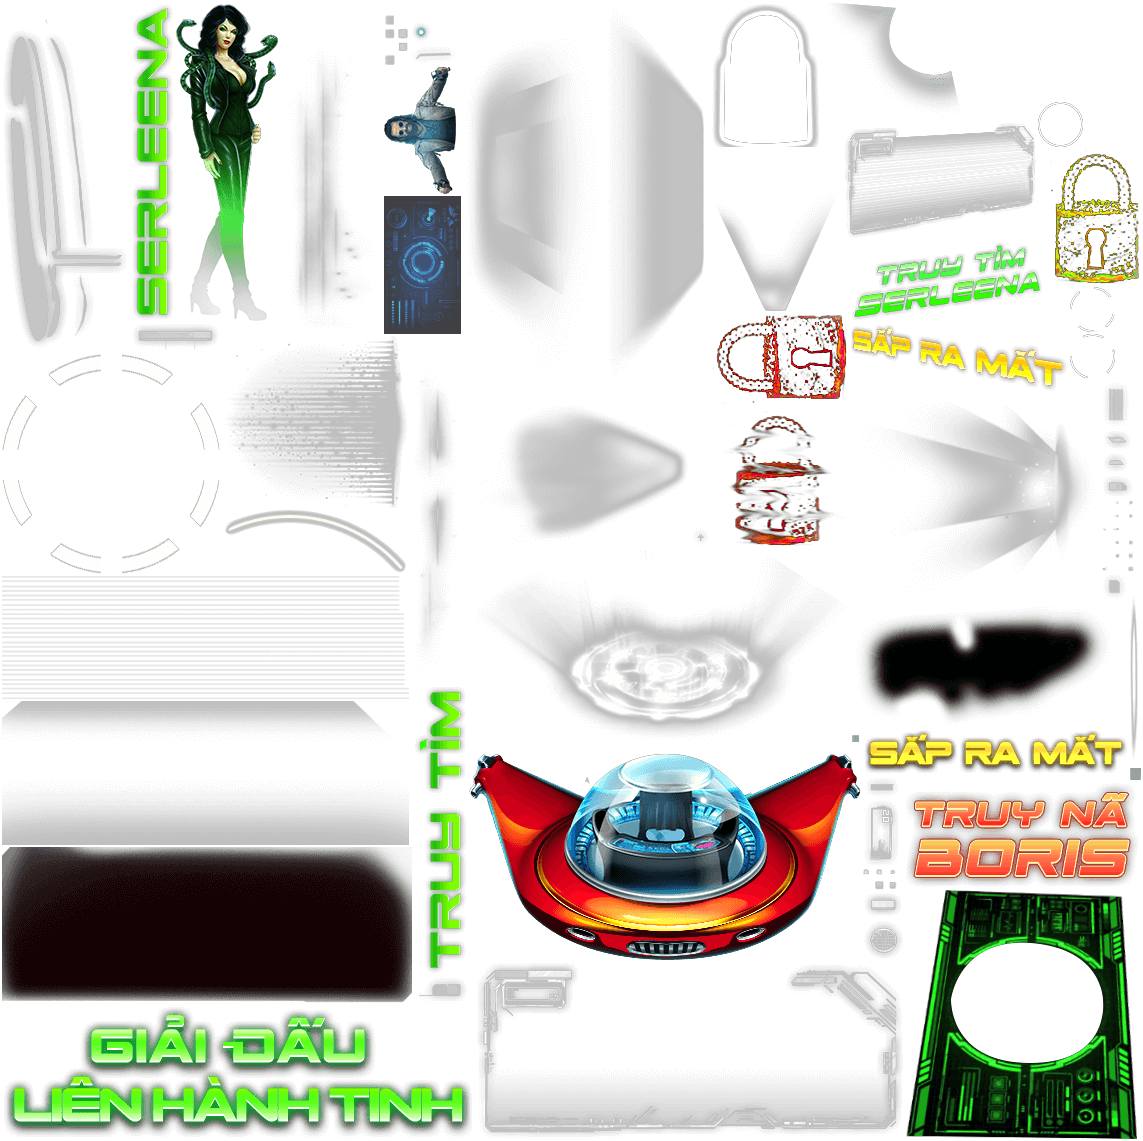 SERLEENA
TRUY TÌM
SERLEENA
SẮP RA MẮT
TRUY TÌM
SẮP RA MẮT
TRUY NÃ
BORIS
GIẢI ĐẤU
LIÊN HÀNH TINH